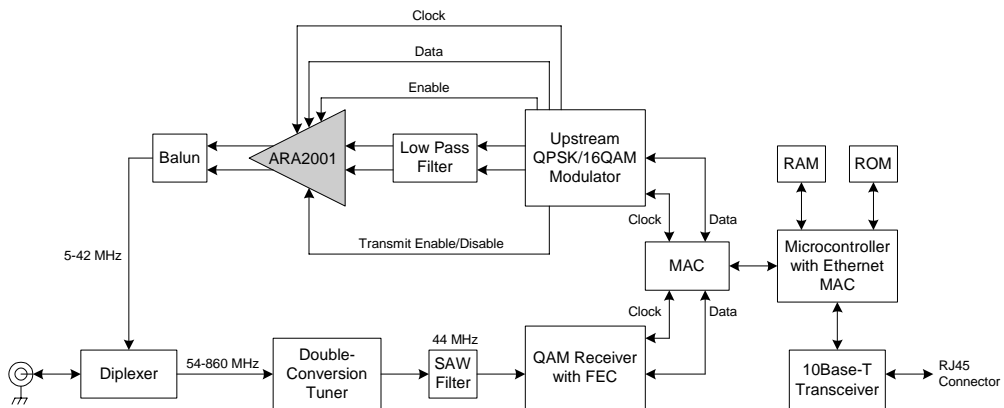 Clock
Data
Enable
Balun
ARA2001
Low Pass
Filter
Upstream
QPSK/16QAM
Modulator
RAM
ROM
Transmit Enable/Disable
Clock
Data
5-42 MHz
MAC
Microcontroller
with Ethernet
MAC
Clock
Data
Diplexer
54-860 MHz
Double-
Conversion
Tuner
44 MHz
SAW
Filter
QAM Receiver
with FEC
10Base-T
Transceiver
RJ45
Connector